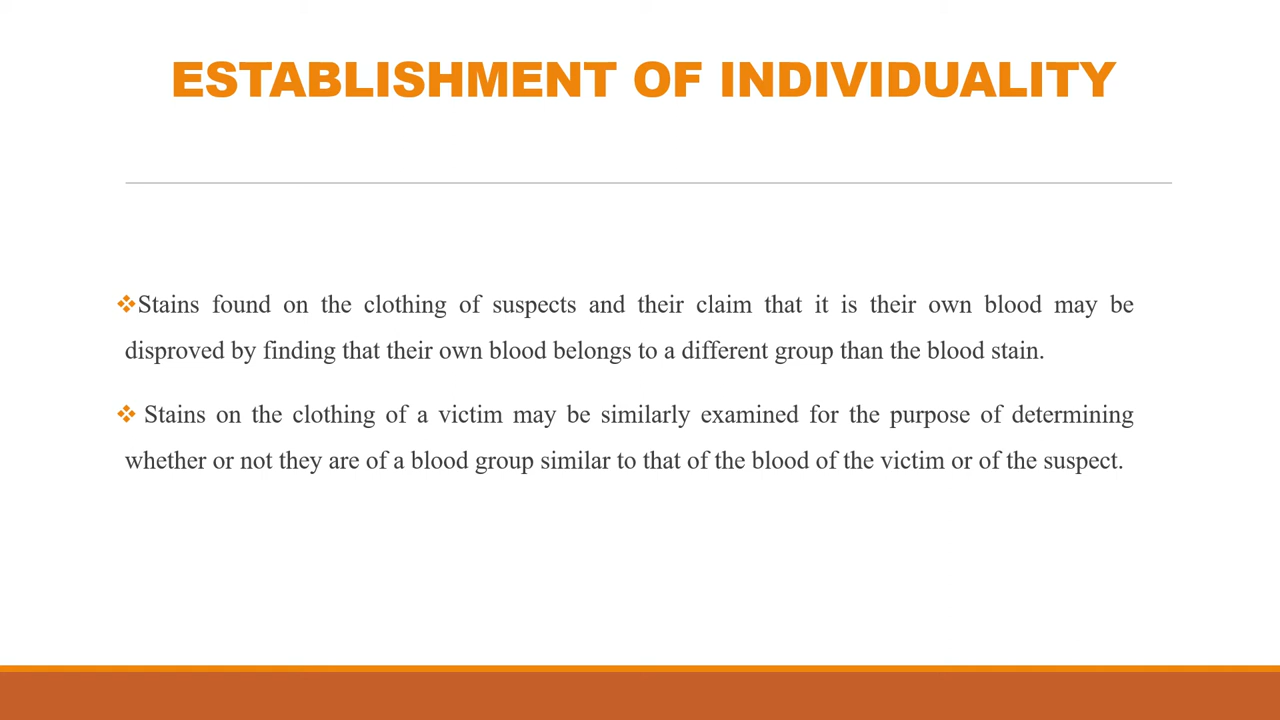 ESTABLISHMENT OF INDIVIDUALITY
❖Stains found on the clothing of suspects and their claim that it is their own blood may be
disproved by finding that their own blood belongs to a different group than the blood stain.
❖ Stains on the clothing of a victim may be similarly examined for the purpose of determining
whether or not they are of a blood group similar to that of the blood of the victim or of the suspect.